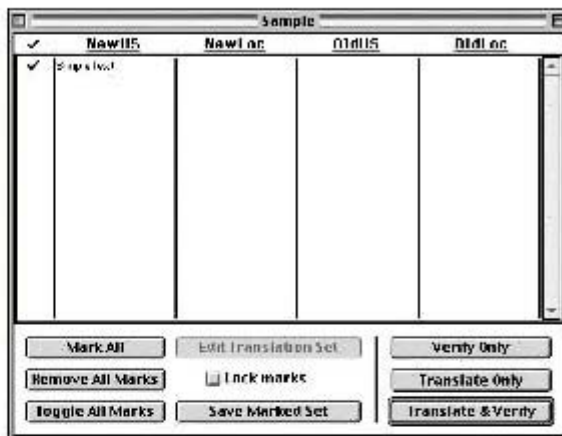 Sample
✓ NewUS NewLoc OldUS OldLoc
✓ SimpleText
Mark All Edit Translation Set Verify Only
Remove All Marks Lock marks Translate Only
Toggle All Marks Save Marked Set Translate & Verify